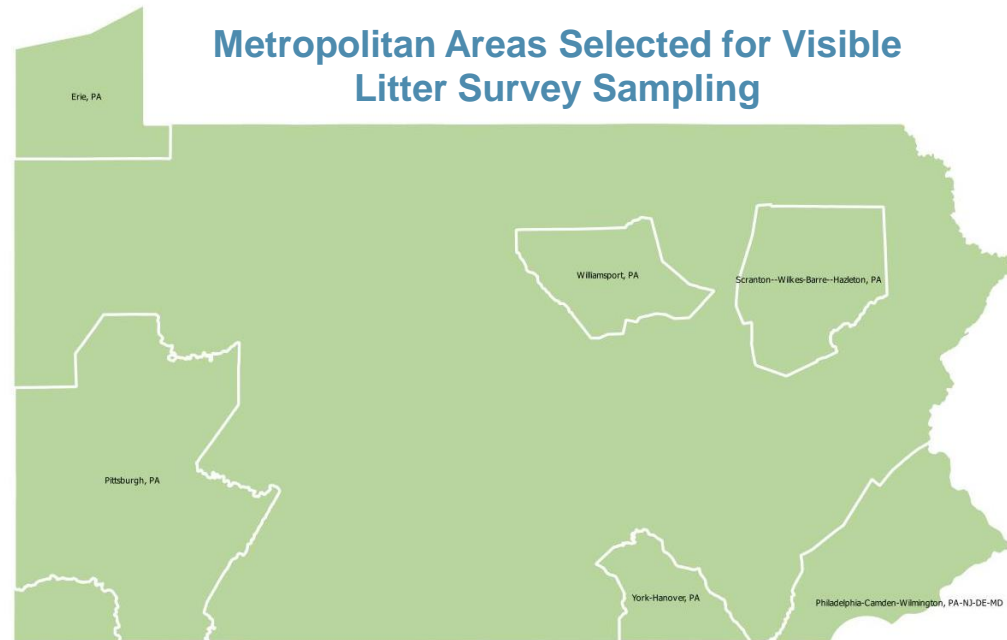 Metropolitan Areas Selected for Visible
Litter Survey Sampling
Erie, PA
Williamsport, PA
Scranton--Wilkes-Barre--Hazleton, PA
Pittsburgh, PA
York-Hanover, PA
Philadelphia-Camden-Wilmington, PA-NJ-DE-MD